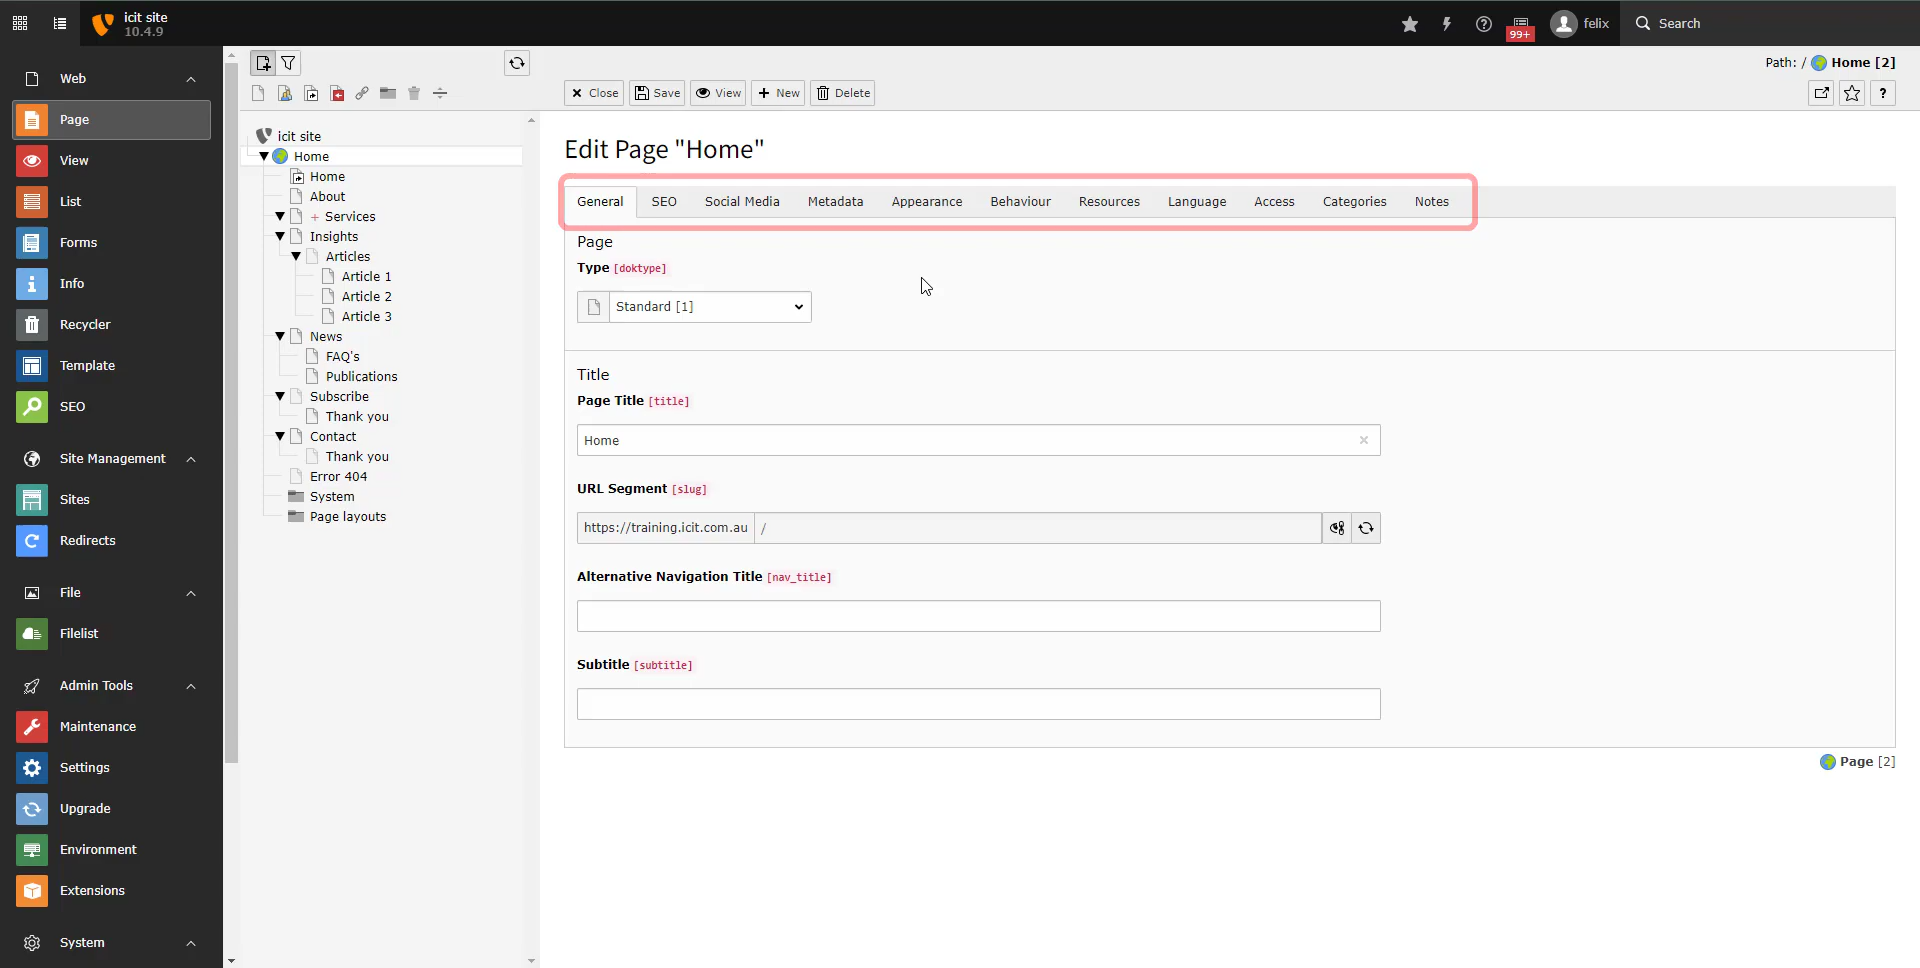 icit site
10.4.9
99+
felix
Search
Web
Page
View
List
Forms
Info
Recycler
Template
SEO
Site Management
Sites
Redirects
File
Filelist
Admin Tools
Maintenance
Settings
Upgrade
Environment
Extensions
System
icit site
Home
Home
About
+ Services
Insights
Articles
Article 1
Article 2
Article 3
News
FAQ's
Publications
Subscribe
Thank you
Contact
Thank you
Error 404
System
Page layouts
Path: / Home [2]
Close Save View New Delete
?
Edit Page "Home"
General SEO Social Media Metadata Appearance Behaviour Resources Language Access Categories Notes
Page
Type [doktype]
Standard [1]
Title
Page Title [title]
Home
URL Segment [slug]
https://training.icit.com.au /
Alternative Navigation Title [nav_title]
Subtitle [subtitle]
Page [2]